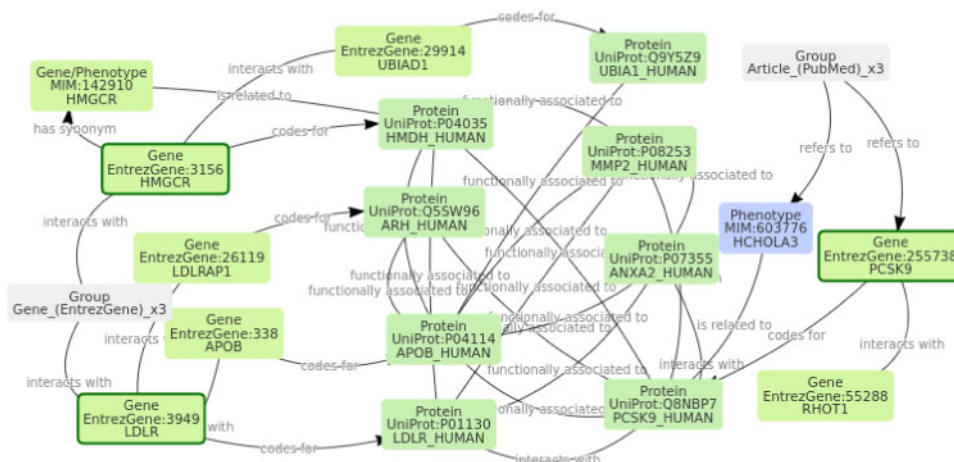 codes for
Gene
EntrezGene:29914
UBIAD1
Protein
UniProt:Q9Y5Z9
UBIA1_HUMAN
Group
Article_(PubMed)_x3
interacts with
Gene/Phenotype
MIM:142910
HMGCR
is related to
functionally associated to
Protein
UniProt:P04035
HMDH_HUMAN
has synonym
codes for
Protein
UniProt:P08253
MMP2_HUMAN
refers to
refers to
Gene
EntrezGene:3156
HMGCR
functionally associated to
Protein
UniProt:Q5SW96
ARH_HUMAN
codes for
interacts with
Phenotype
MIM:603776
HCHOLA3
Gene
EntrezGene:26119
LDLRAP1
Protein
UniProt:P07355
ANXA2_HUMAN
Gene
EntrezGene:255738
PCSK9
functionally associated to
functionally associated to
functionally associated to
functionally associated to
Group
Gene_(EntrezGene)_x3
Gene
EntrezGene:338
APOB
Protein
UniProt:P04114
APOB_HUMAN
is related to
codes for
interacts with
codes for
interacts with
functionally associated to
interacts with
Gene
EntrezGene:3949
LDLR
Protein
UniProt:P01130
LDLR_HUMAN
Protein
UniProt:Q8NBP7
PCSK9_HUMAN
Gene
EntrezGene:55288
RHOT1
with
codes for
interacts with